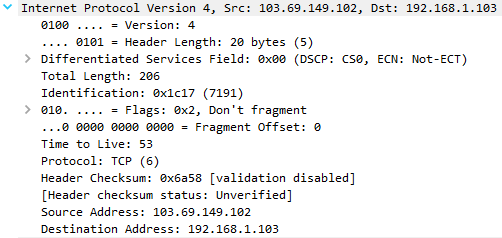 Internet Protocol Version 4, Src: 103.69.149.102, Dst: 192.168.1.103
0100 .... = Version: 4
.... 0101 = Header Length: 20 bytes (5)
Differentiated Services Field: 0x00 (DSCP: CS0, ECN: Not-ECT)
Total Length: 206
Identification: 0x1c17 (7191)
010. .... = Flags: 0x2, Don't fragment
...0 0000 0000 0000 = Fragment Offset: 0
Time to Live: 53
Protocol: TCP (6)
Header Checksum: 0x6a58 [validation disabled]
[Header checksum status: Unverified]
Source Address: 103.69.149.102
Destination Address: 192.168.1.103